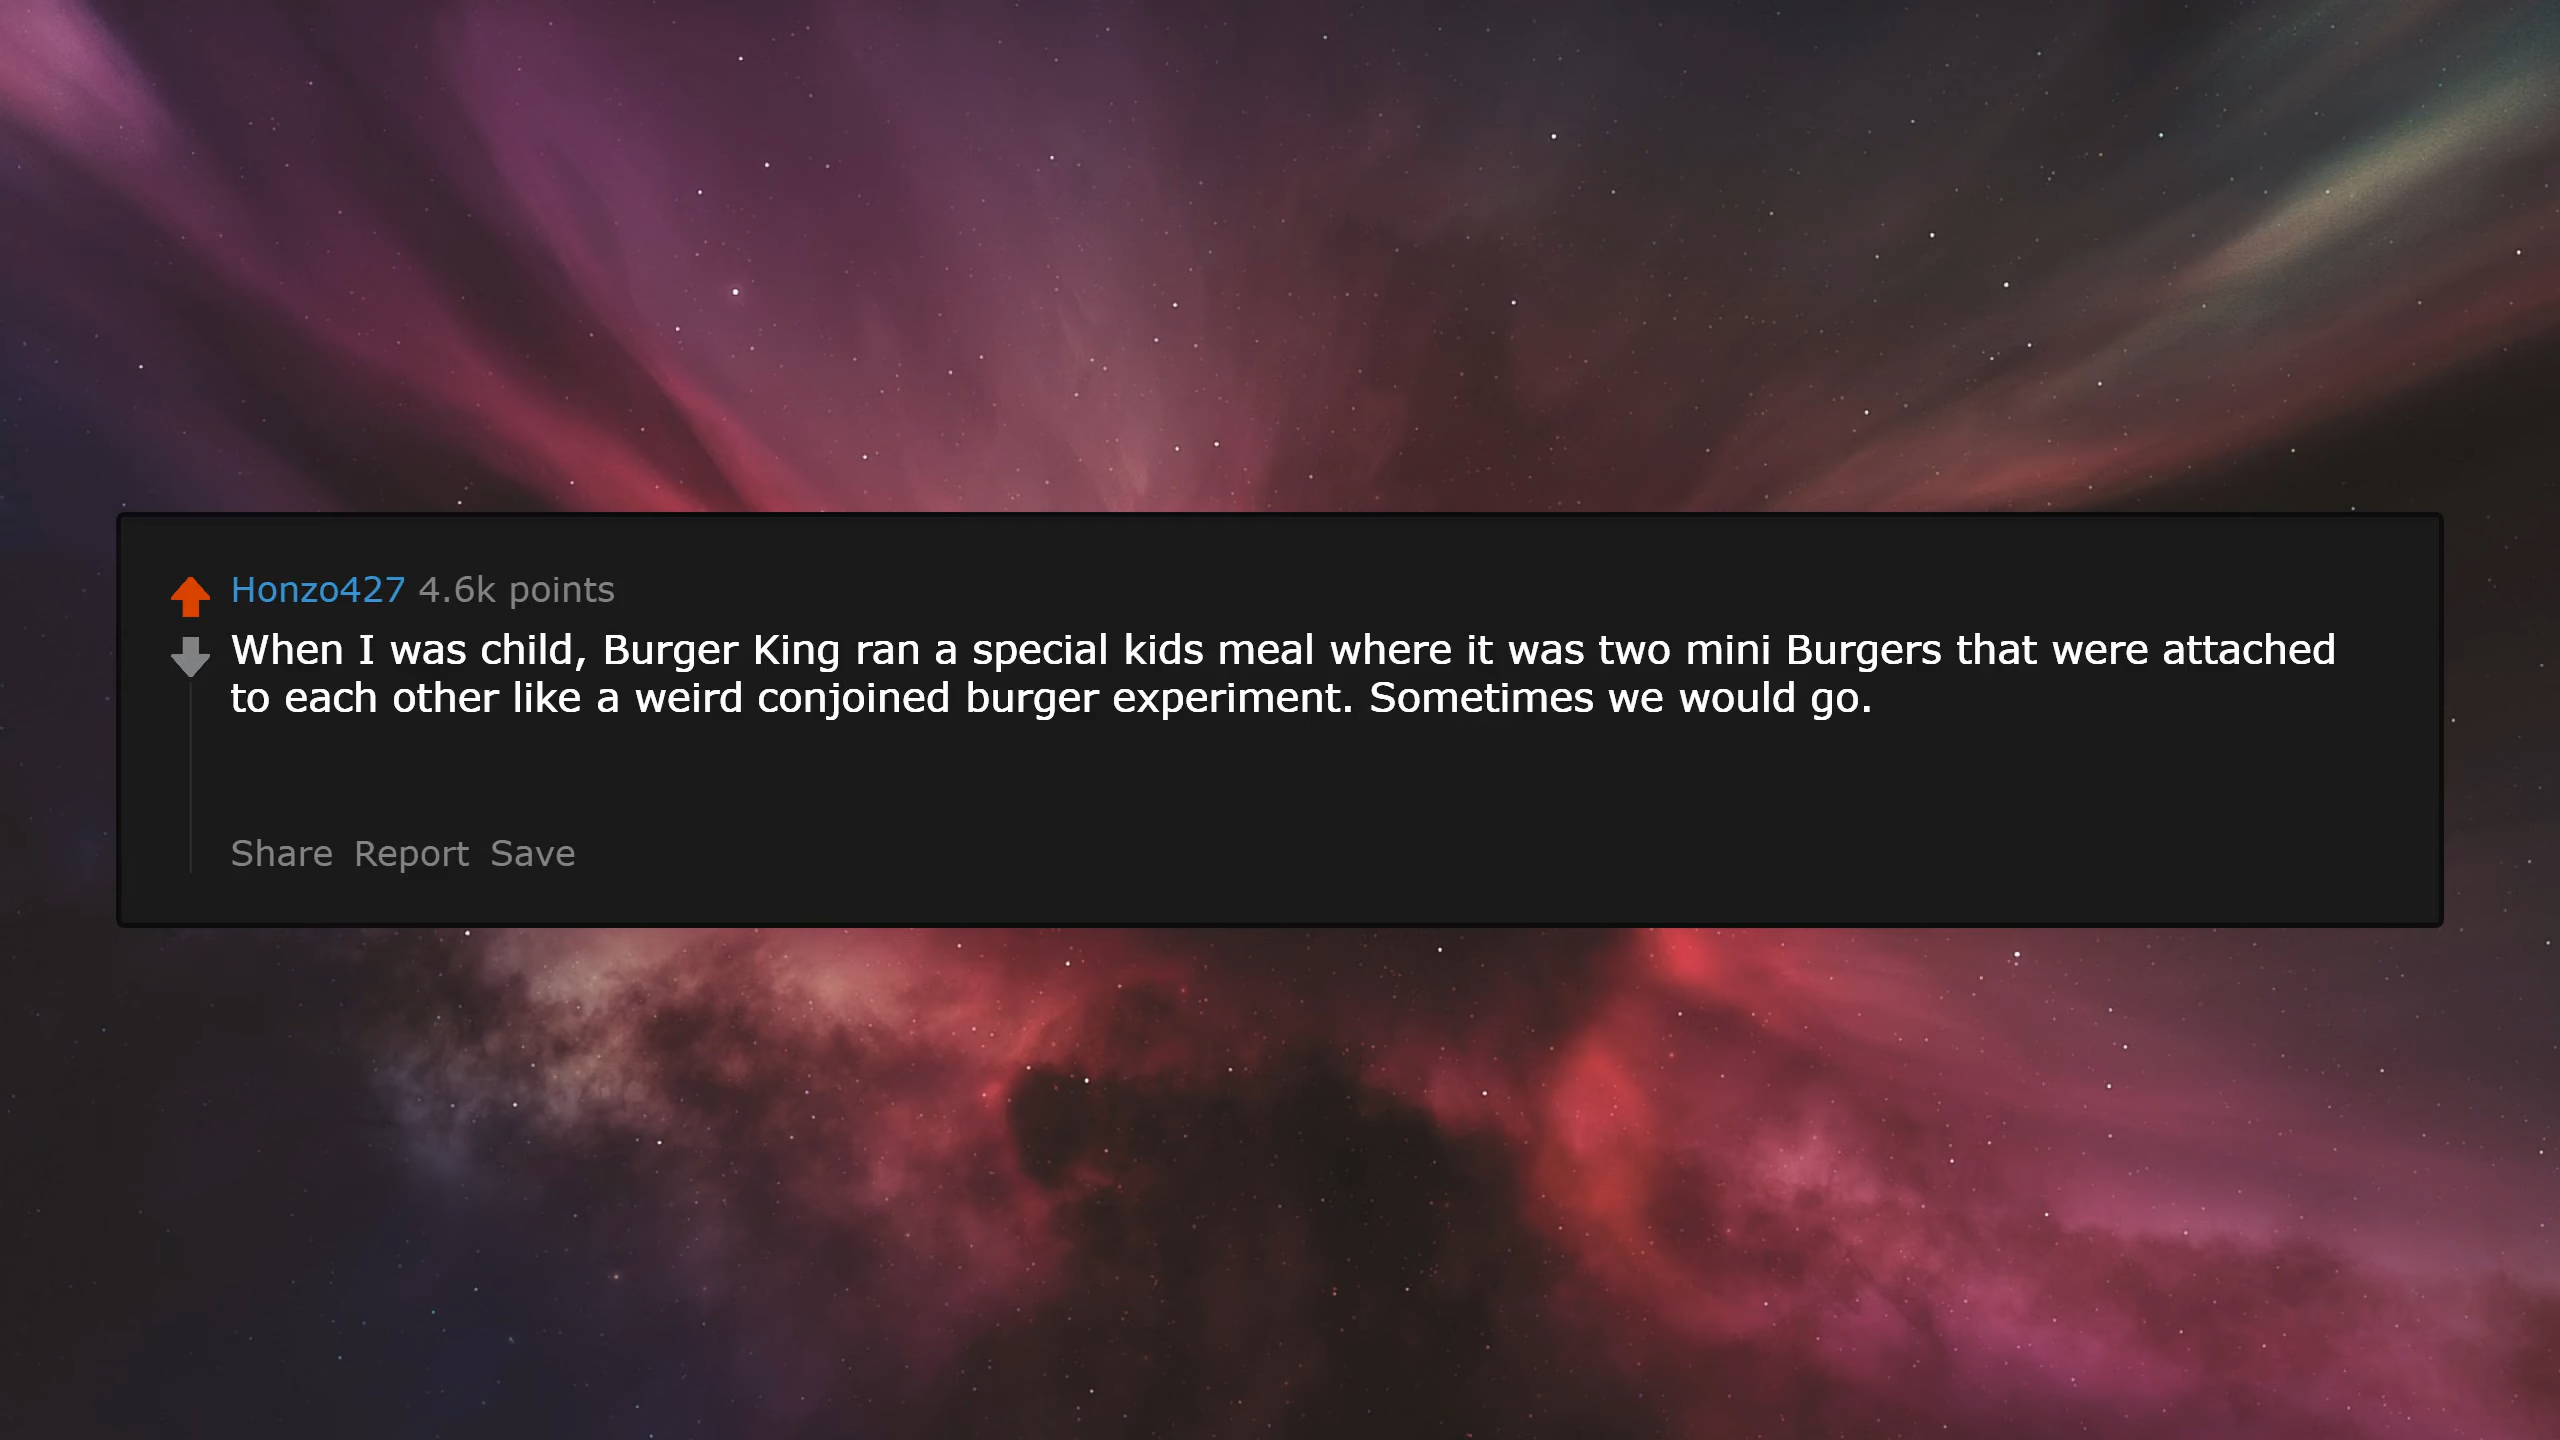 Honzo427 4.6k points
When I was child, Burger King ran a special kids meal where it was two mini Burgers that were attached
to each other like a weird conjoined burger experiment. Sometimes we would go.
Share Report Save